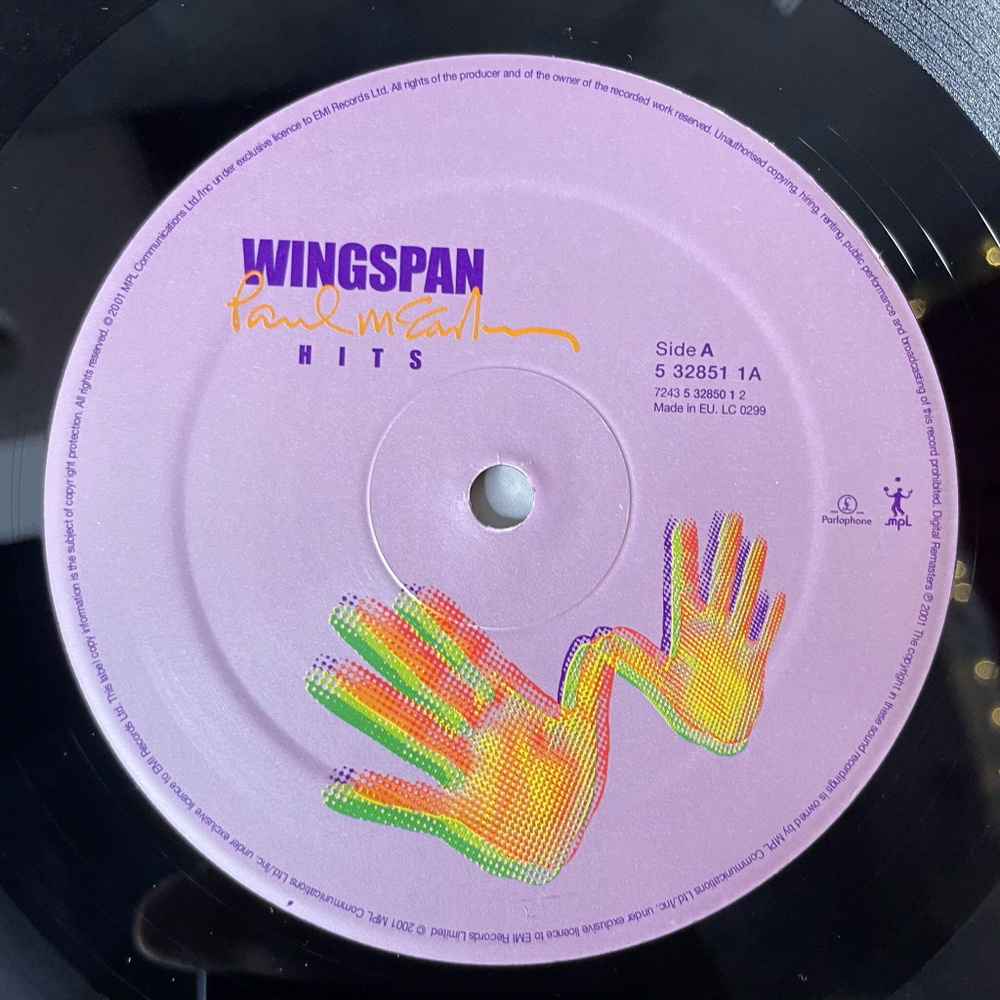 WINGSPAN
Paul McCartney
HITS
Side A
5 32851 1A
7243 5 32850 1 2
Made in EU. LC 0299
£
Parlophone
mpL
This label copy information is the subject of copyright protection. All rights reserved. © 2001 MPL Communications Ltd./Inc under exclusive licence to EMI Records Ltd. All rights of the producer and of the owner of the recorded work reserved. Unauthorised copying, hiring, renting, public performance and broadcasting of this record prohibited. Digital Remasters ℗ 2001 The copyright in these sound recordings is owned by MPL Communications Ltd./Inc. under exclusive licence to EMI Records Limited © 2001 MPL Communications Ltd./Inc. under exclusive licence to EMI Records Ltd.